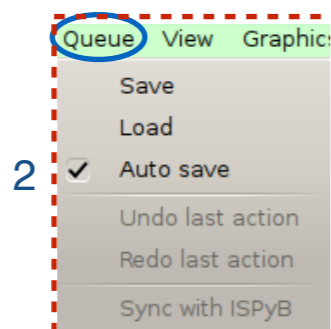 Queue View Graphics
Save
Load
2 Auto save
Undo last action
Redo last action
Sync with ISPyB